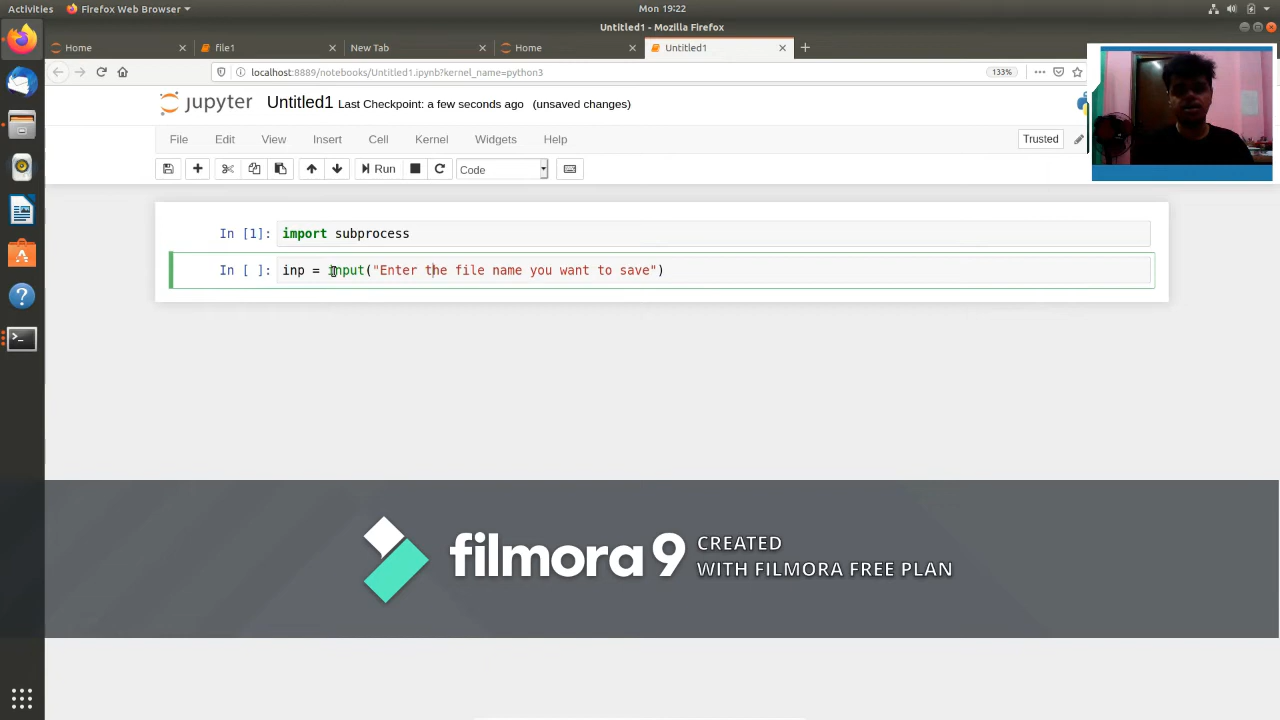 Activities Firefox Web Browser Mon 19:22
Untitled1 - Mozilla Firefox
Home file1 New Tab Home Untitled1
localhost:8889/notebooks/Untitled1.ipynb?kernel_name=python3 133%
jupyter Untitled1 Last Checkpoint: a few seconds ago (unsaved changes)
File Edit View Insert Cell Kernel Widgets Help Trusted
Run Code
In [1]: import subprocess
In [ ]: inp = input("Enter the file name you want to save")
filmora 9 CREATED
WITH FILMORA FREE PLAN